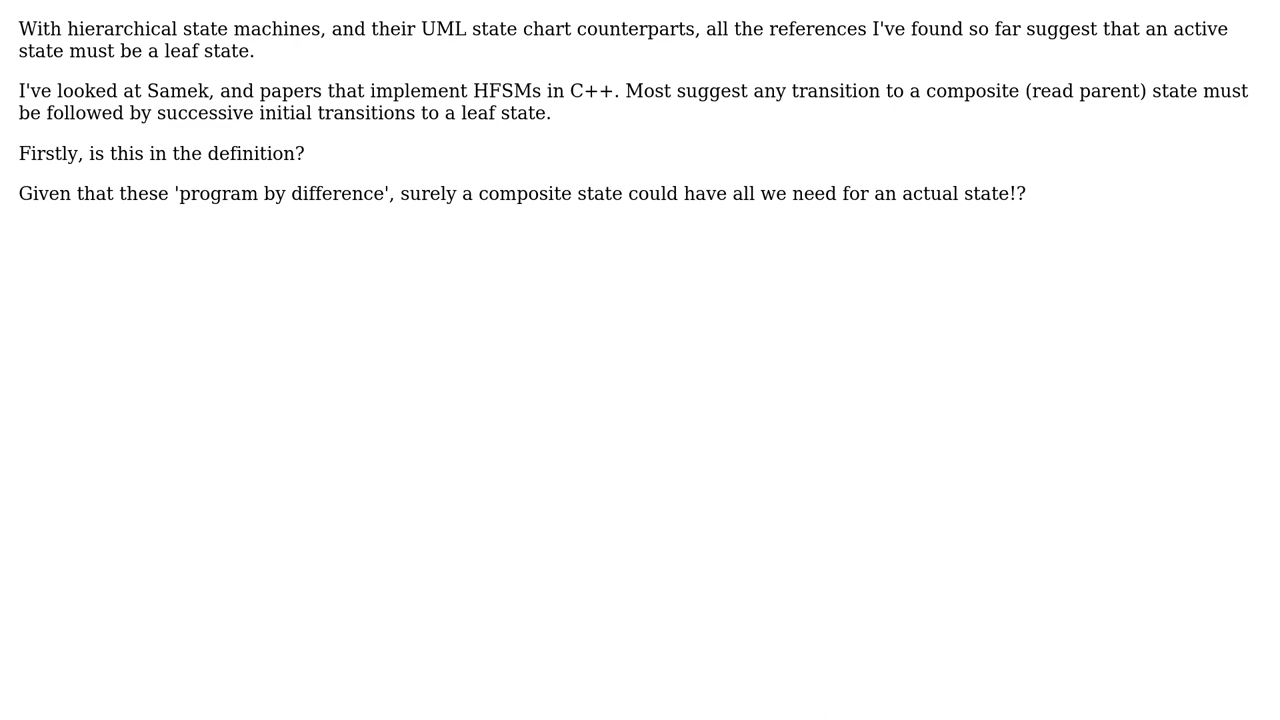 With hierarchical state machines, and their UML state chart counterparts, all the references I've found so far suggest that an active
state must be a leaf state.
I've looked at Samek, and papers that implement HFSMs in C++. Most suggest any transition to a composite (read parent) state must
be followed by successive initial transitions to a leaf state.
Firstly, is this in the definition?
Given that these 'program by difference', surely a composite state could have all we need for an actual state!?